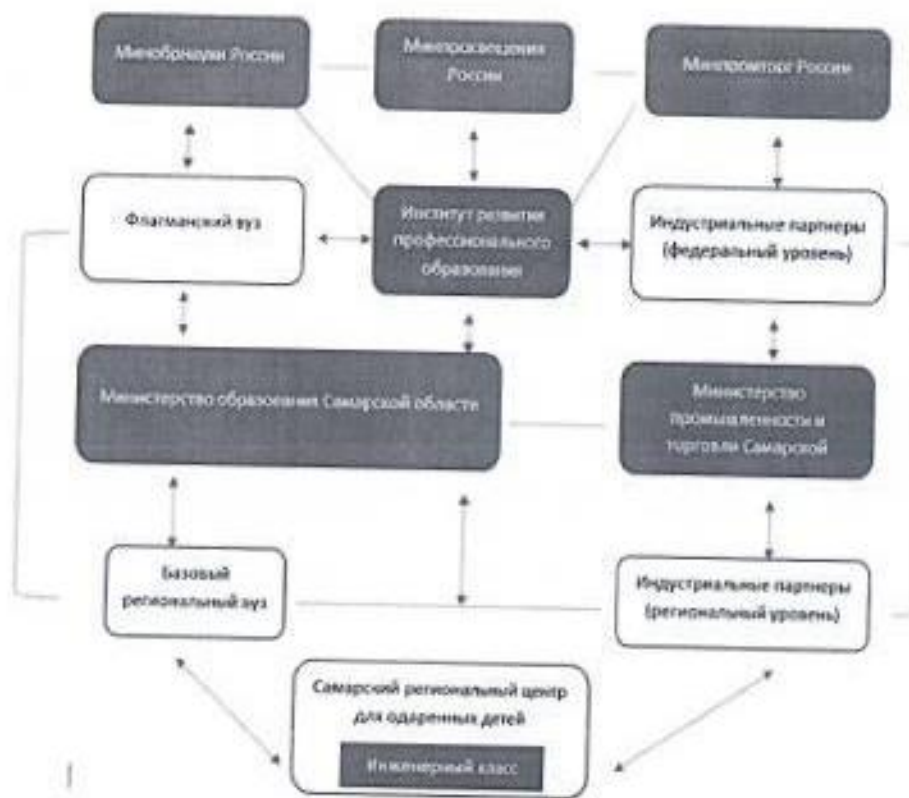 Минобрнауки России
Минпросвещения
России
Минпромторг России
Флагманский вуз
Институт развития
профессионального
образования
Индустриальные партнеры
(федеральный уровень)
Министерство образования Самарской области
Министерство
промышленности и
торговли Самарской
Базовый
региональный вуз
Индустриальные партнеры
(региональный уровень)
Самарский региональный центр
для одаренных детей
Инженерный класс